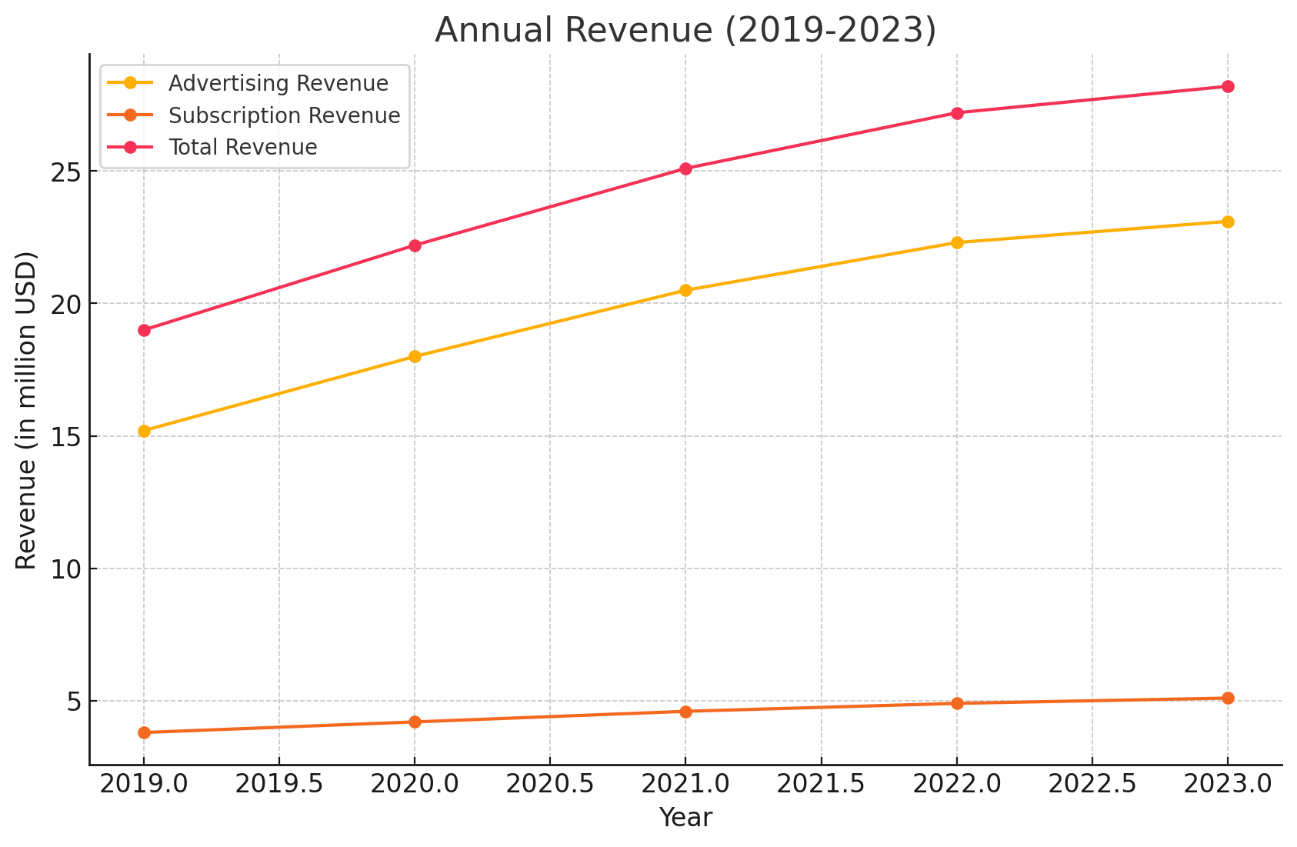 Annual Revenue (2019-2023)
Advertising Revenue
Subscription Revenue
Total Revenue
Revenue (in million USD)
25
20
15
10
5
2019.0 2019.5 2020.0 2020.5 2021.0 2021.5 2022.0 2022.5 2023.0
Year